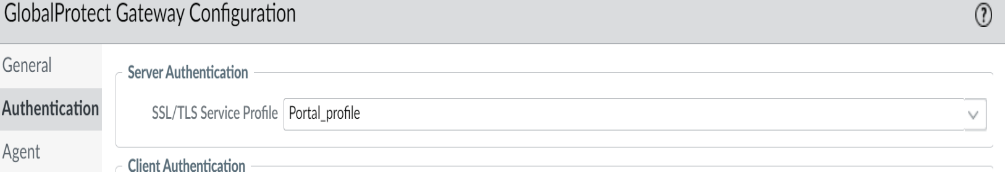 GlobalProtect Gateway Configuration
?
General
Authentication
Agent
Server Authentication
SSL/TLS Service Profile Portal_profile
Client Authentication